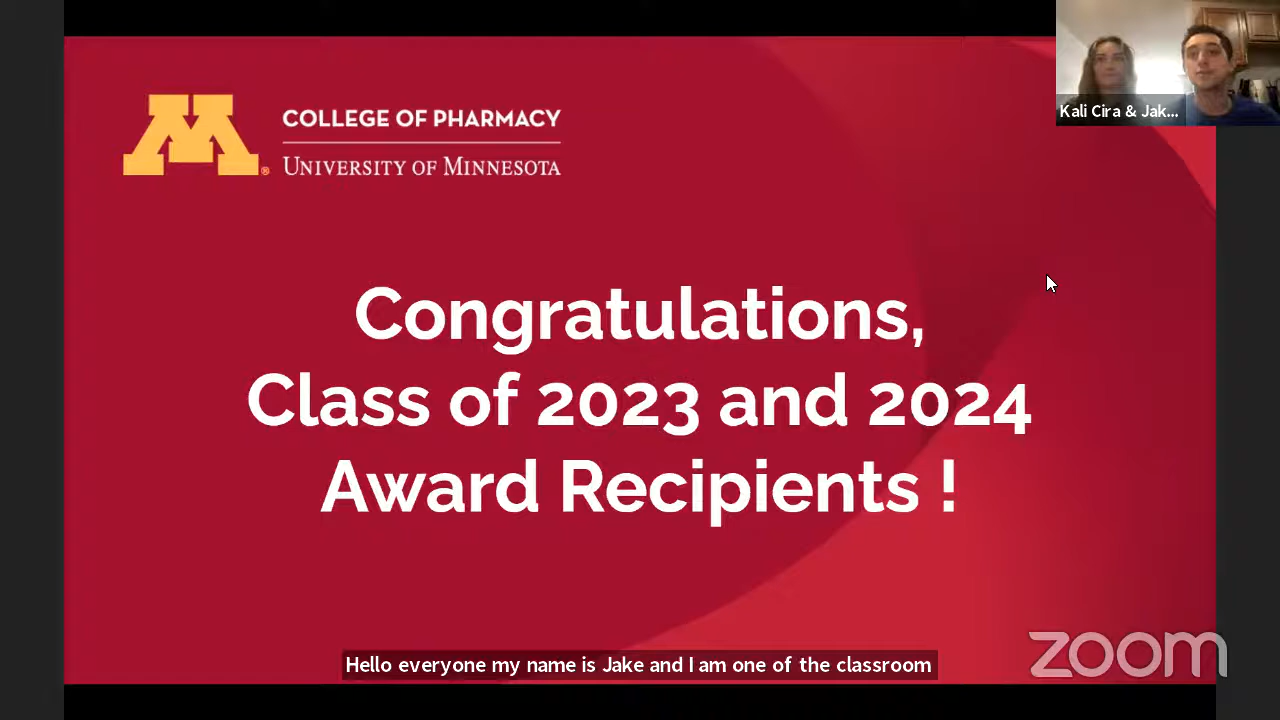 Kali Cira & Jak...
M®
COLLEGE OF PHARMACY
UNIVERSITY OF MINNESOTA
Congratulations,
Class of 2023 and 2024
Award Recipients !
Hello everyone my name is Jake and I am one of the classroom
zoom